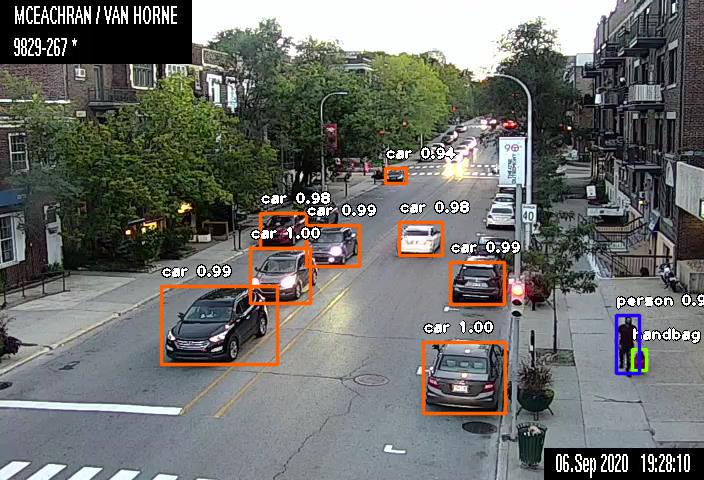 MCEACHRAN / VAN HORNE
9829-267 *
car 0.94
car 0.98
car 0.99
car 0.98
car 1.00
car 0.99
car 0.99
car 1.00
person 0.9
handbag
40
06.Sep 2020 19:28:10